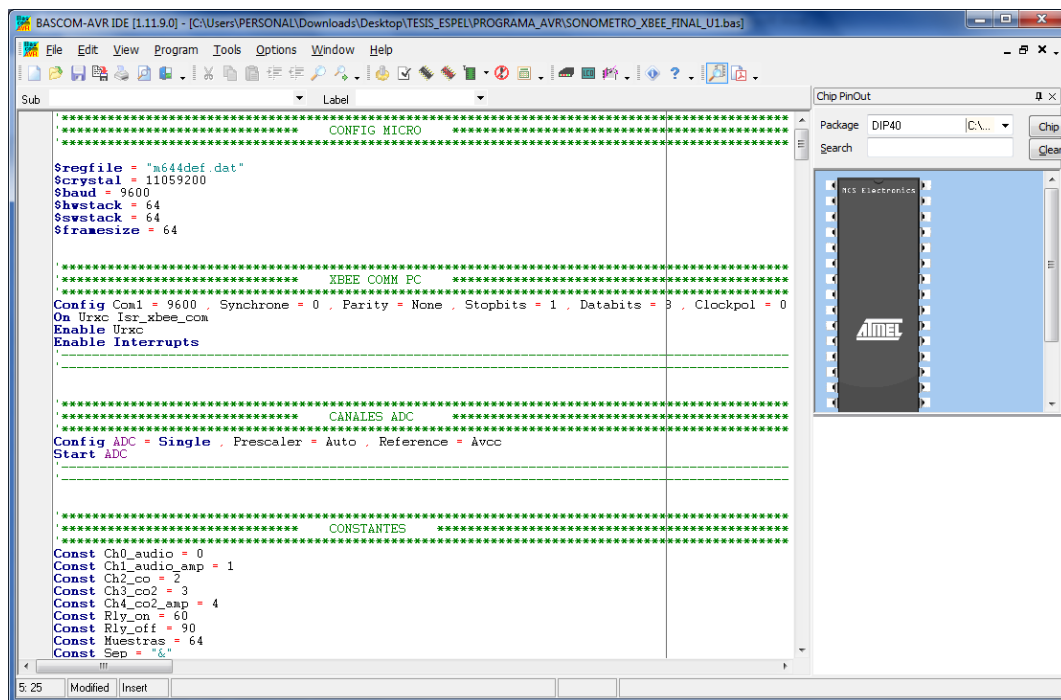 BASCOM-AVR IDE [1.11.9.0] - [C:\Users\PERSONAL\Downloads\Desktop\TESIS_ESPEL\PROGRAMA_AVR\SONOMETRO_XBEE_FINAL_U1.bas]
File Edit View Program Tools Options Window Help
Sub Label
Chip PinOut
Package DIP40 C:\... Chip
Search Clear
MCS Electronics
ATMEL
'***********************************************************************************************
'******************************* CONFIG MICRO ********************************************
'***********************************************************************************************
$regfile = "m644def.dat"
$crystal = 11059200
$baud = 9600
$hwstack = 64
$swstack = 64
$framesize = 64
'***********************************************************************************************
'******************************* XBEE COMM PC ********************************************
'***********************************************************************************************
Config Com1 = 9600 , Synchrone = 0 , Parity = None , Stopbits = 1 , Databits = 8 , Clockpol = 0
On Urxc Isr_xbee_com
Enable Urxc
Enable Interrupts
'-----------------------------------------------------------------------------------------------
'-----------------------------------------------------------------------------------------------
'***********************************************************************************************
'******************************* CANALES ADC ********************************************
'***********************************************************************************************
Config ADC = Single , Prescaler = Auto , Reference = Avcc
Start ADC
'-----------------------------------------------------------------------------------------------
'-----------------------------------------------------------------------------------------------
'***********************************************************************************************
'******************************* CONSTANTES **********************************************
'***********************************************************************************************
Const Ch0_audio = 0
Const Ch1_audio_amp = 1
Const Ch2_co = 2
Const Ch3_co2 = 3
Const Ch4_co2_amp = 4
Const Rly_on = 60
Const Rly_off = 90
Const Muestras = 64
Const Sep = "&"
5: 25 Modified Insert